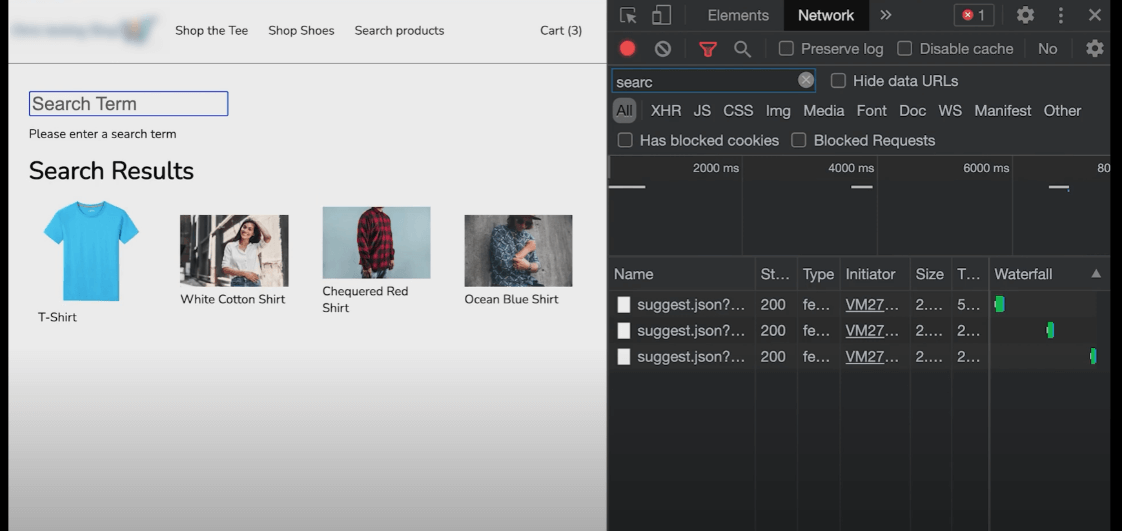 Shop the Tee Shop Shoes Search products Cart (3)
Search Term
Please enter a search term
Search Results
T-Shirt
White Cotton Shirt
Chequered Red
Shirt
Ocean Blue Shirt
Elements Network » 1
Preserve log Disable cache No
searc Hide data URLs
All XHR JS CSS Img Media Font Doc WS Manifest Other
Has blocked cookies Blocked Requests
2000 ms 4000 ms 6000 ms 80
Name St... Type Initiator Size T... Waterfall
suggest.json?... 200 fe... VM27... 2.... 5...
suggest.json?... 200 fe... VM27... 2.... 2...
suggest.json?... 200 fe... VM27... 2.... 2...